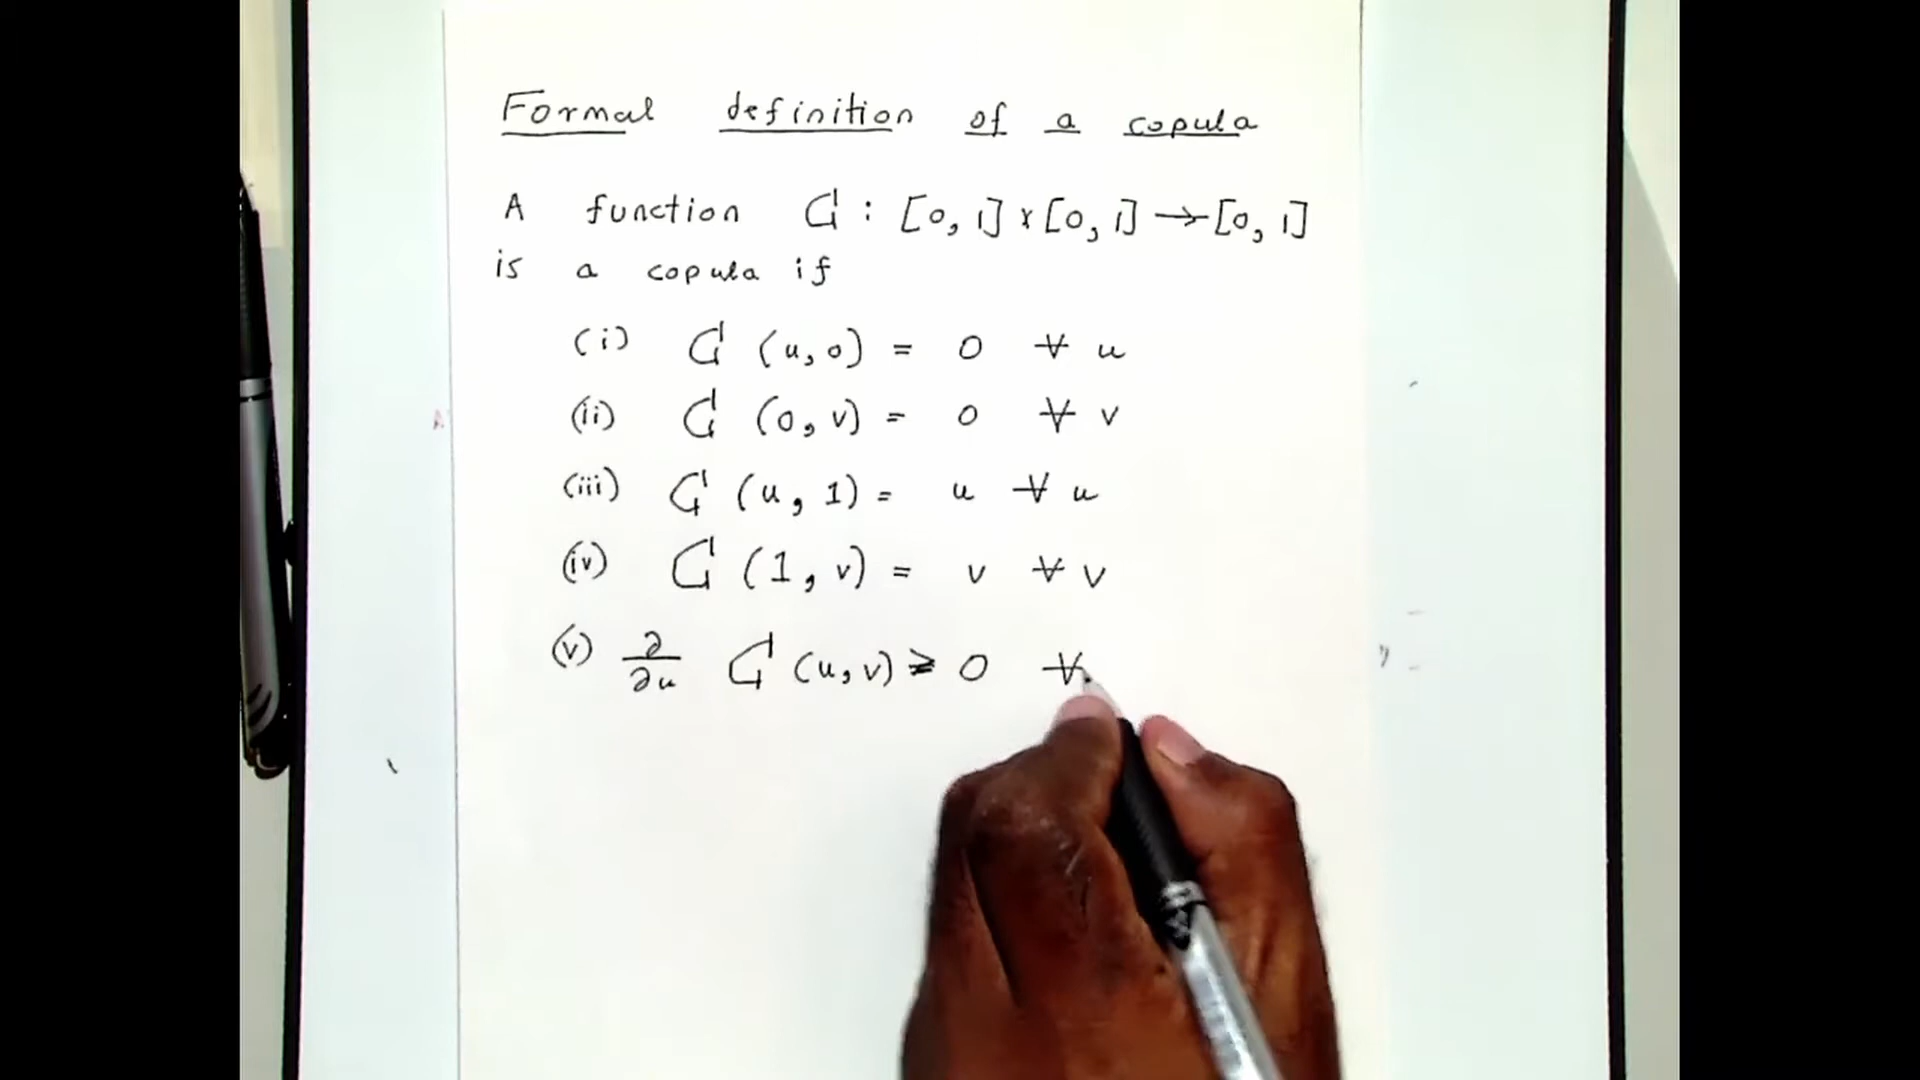 Formal definition of a copula
A function C : [0, 1] × [0, 1] → [0, 1]
is a copula if
(i) C (u, 0) = 0 ∀ u
(ii) C (0, v) = 0 ∀ v
(iii) C (u, 1) = u ∀ u
(iv) C (1, v) = v ∀ v
(v) ∂/∂u C (u, v) ≥ 0 ∀